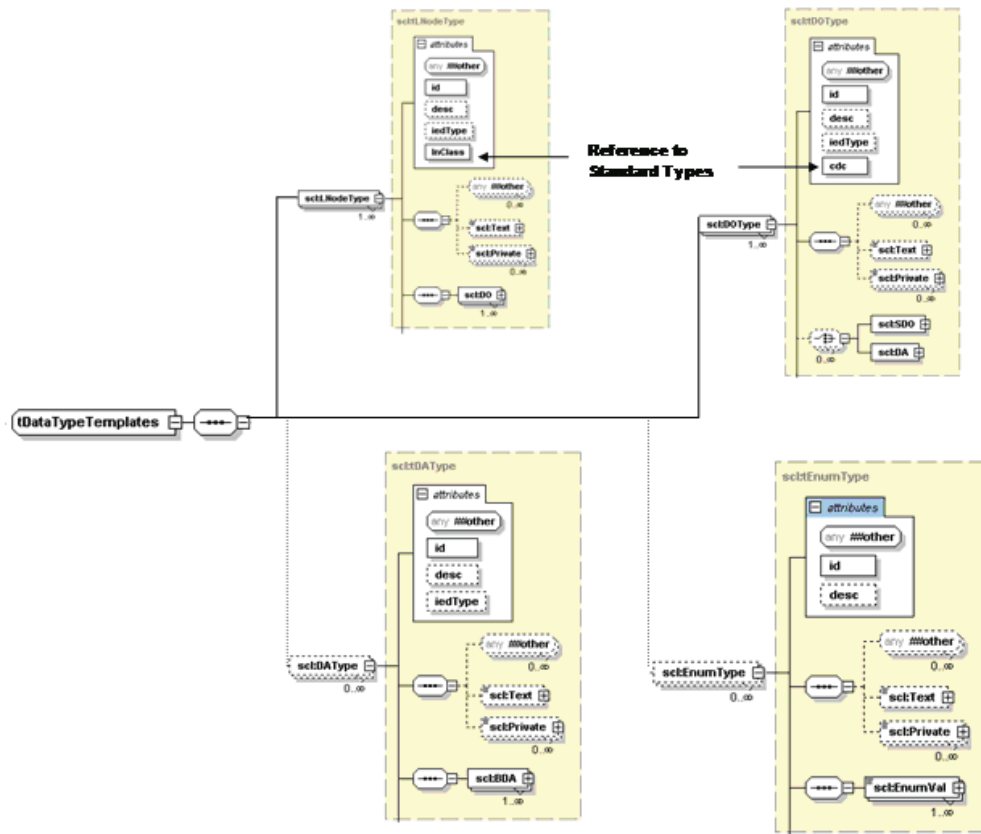 scl:tLNodeType
attributes
any ##other
id
desc
iedType
lnClass
any ##other
0..∞
scl:Text
scl:Private
0..∞
scl:LNodeType
1..∞
scl:DO
1..∞
Reference to
Standard Types
scl:tDOType
attributes
any ##other
id
desc
iedType
cdc
any ##other
0..∞
scl:DOType
1..∞
scl:Text
scl:Private
0..∞
scl:SDO
scl:DA
0..∞
tDataTypeTemplates
scl:tDAType
attributes
any ##other
id
desc
iedType
any ##other
0..∞
scl:DAType
0..∞
scl:Text
scl:Private
0..∞
scl:BDA
1..∞
scl:tEnumType
attributes
any ##other
id
desc
any ##other
0..∞
scl:EnumType
0..∞
scl:Text
scl:Private
0..∞
scl:EnumVal
1..∞